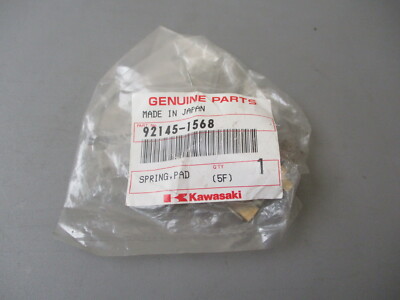 GENUINE PARTS
MADE IN JAPAN
92145-1568
QTY
1
SPRING,PAD (5F)
Kawasaki